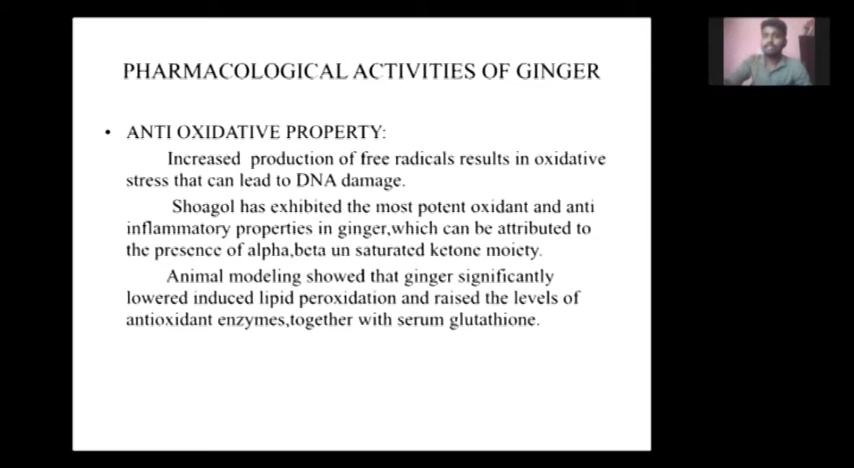 PHARMACOLOGICAL ACTIVITIES OF GINGER
• ANTI OXIDATIVE PROPERTY:
Increased production of free radicals results in oxidative
stress that can lead to DNA damage.
Shoagol has exhibited the most potent oxidant and anti
inflammatory properties in ginger,which can be attributed to
the presence of alpha,beta un saturated ketone moiety.
Animal modeling showed that ginger significantly
lowered induced lipid peroxidation and raised the levels of
antioxidant enzymes,together with serum glutathione.